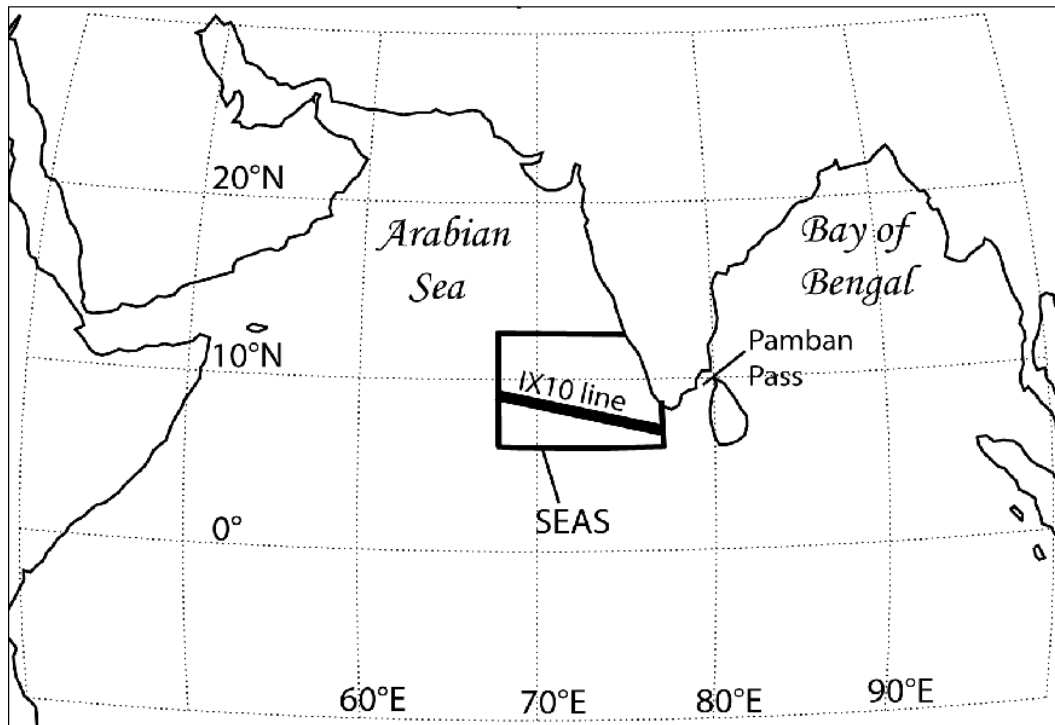 20°N
Arabian
Sea
Bay of
Bengal
10°N
Pamban
Pass
IX10 line
SEAS
0°
60°E
70°E
80°E
90°E